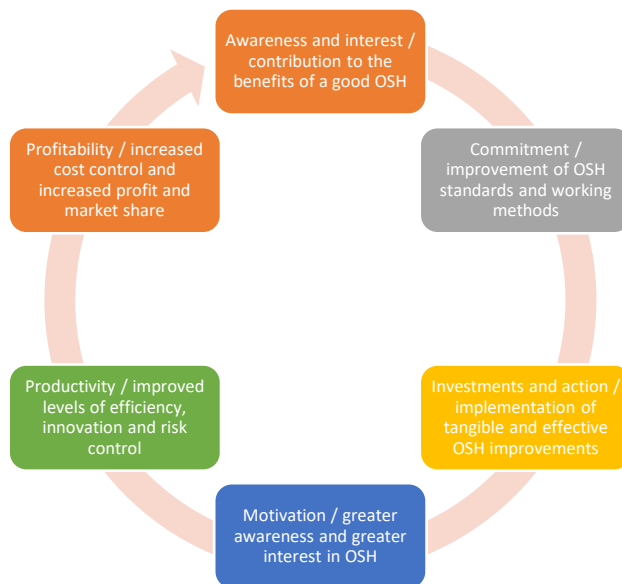 Awareness and interest /
contribution to the
benefits of a good OSH
Commitment /
improvement of OSH
standards and working
methods
Investments and action /
implementation of
tangible and effective
OSH improvements
Motivation / greater
awareness and greater
interest in OSH
Productivity / improved
levels of efficiency,
innovation and risk
control
Profitability / increased
cost control and
increased profit and
market share